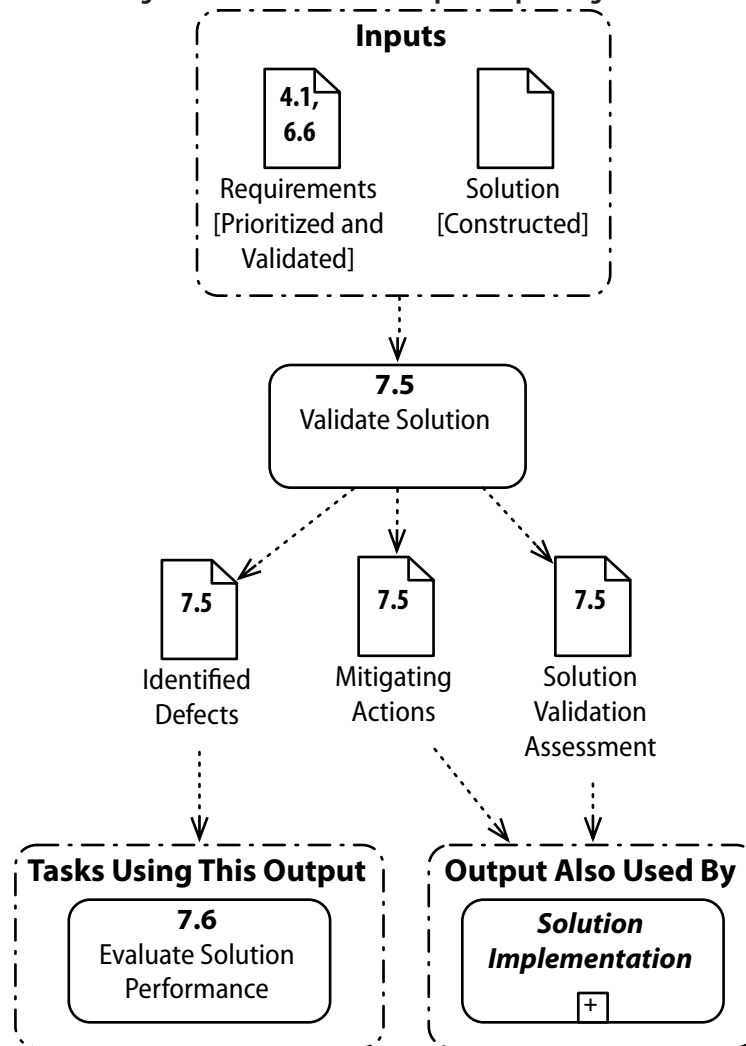 Inputs
4.1,
6.6
Requirements
[Prioritized and
Validated]
Solution
[Constructed]
7.5
Validate Solution
7.5
Identified
Defects
7.5
Mitigating
Actions
7.5
Solution
Validation
Assessment
Tasks Using This Output
7.6
Evaluate Solution
Performance
Output Also Used By
Solution
Implementation
+